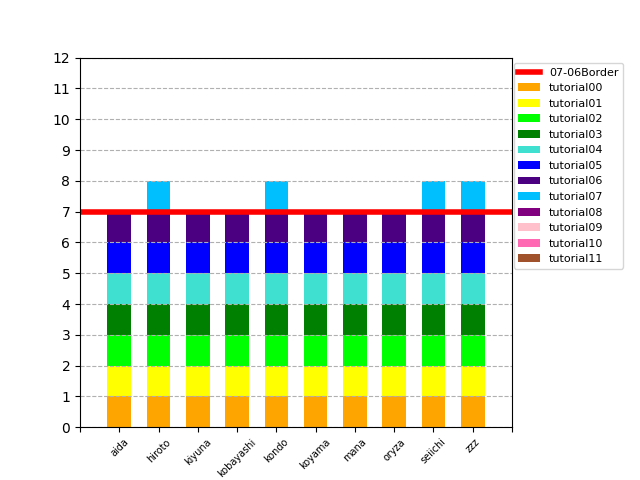 12
11
10
9
8
7
6
5
4
3
2
1
0
aida
hiroto
kiyuna
kobayashi
kondo
koyama
mana
oryza
seiichi
zzz
07-06Border
tutorial00
tutorial01
tutorial02
tutorial03
tutorial04
tutorial05
tutorial06
tutorial07
tutorial08
tutorial09
tutorial10
tutorial11